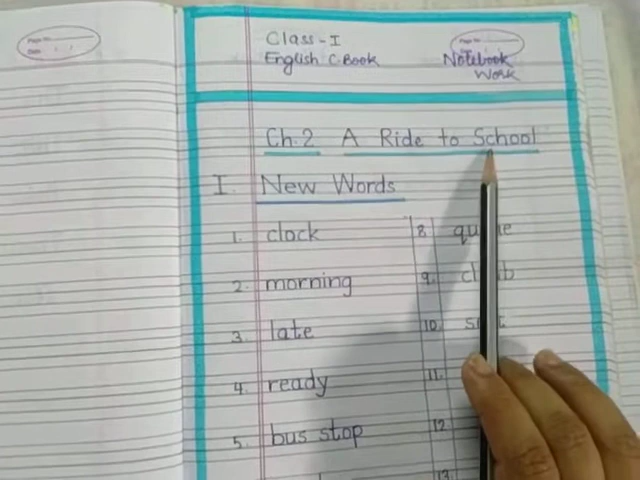 Class-I
English C.Book
Notebook
Work
Ch.2 A Ride to School
I. New Words
1. clock
2. morning
3. late
4. ready
5. bus stop
8.
9.
10.
11.
12
13